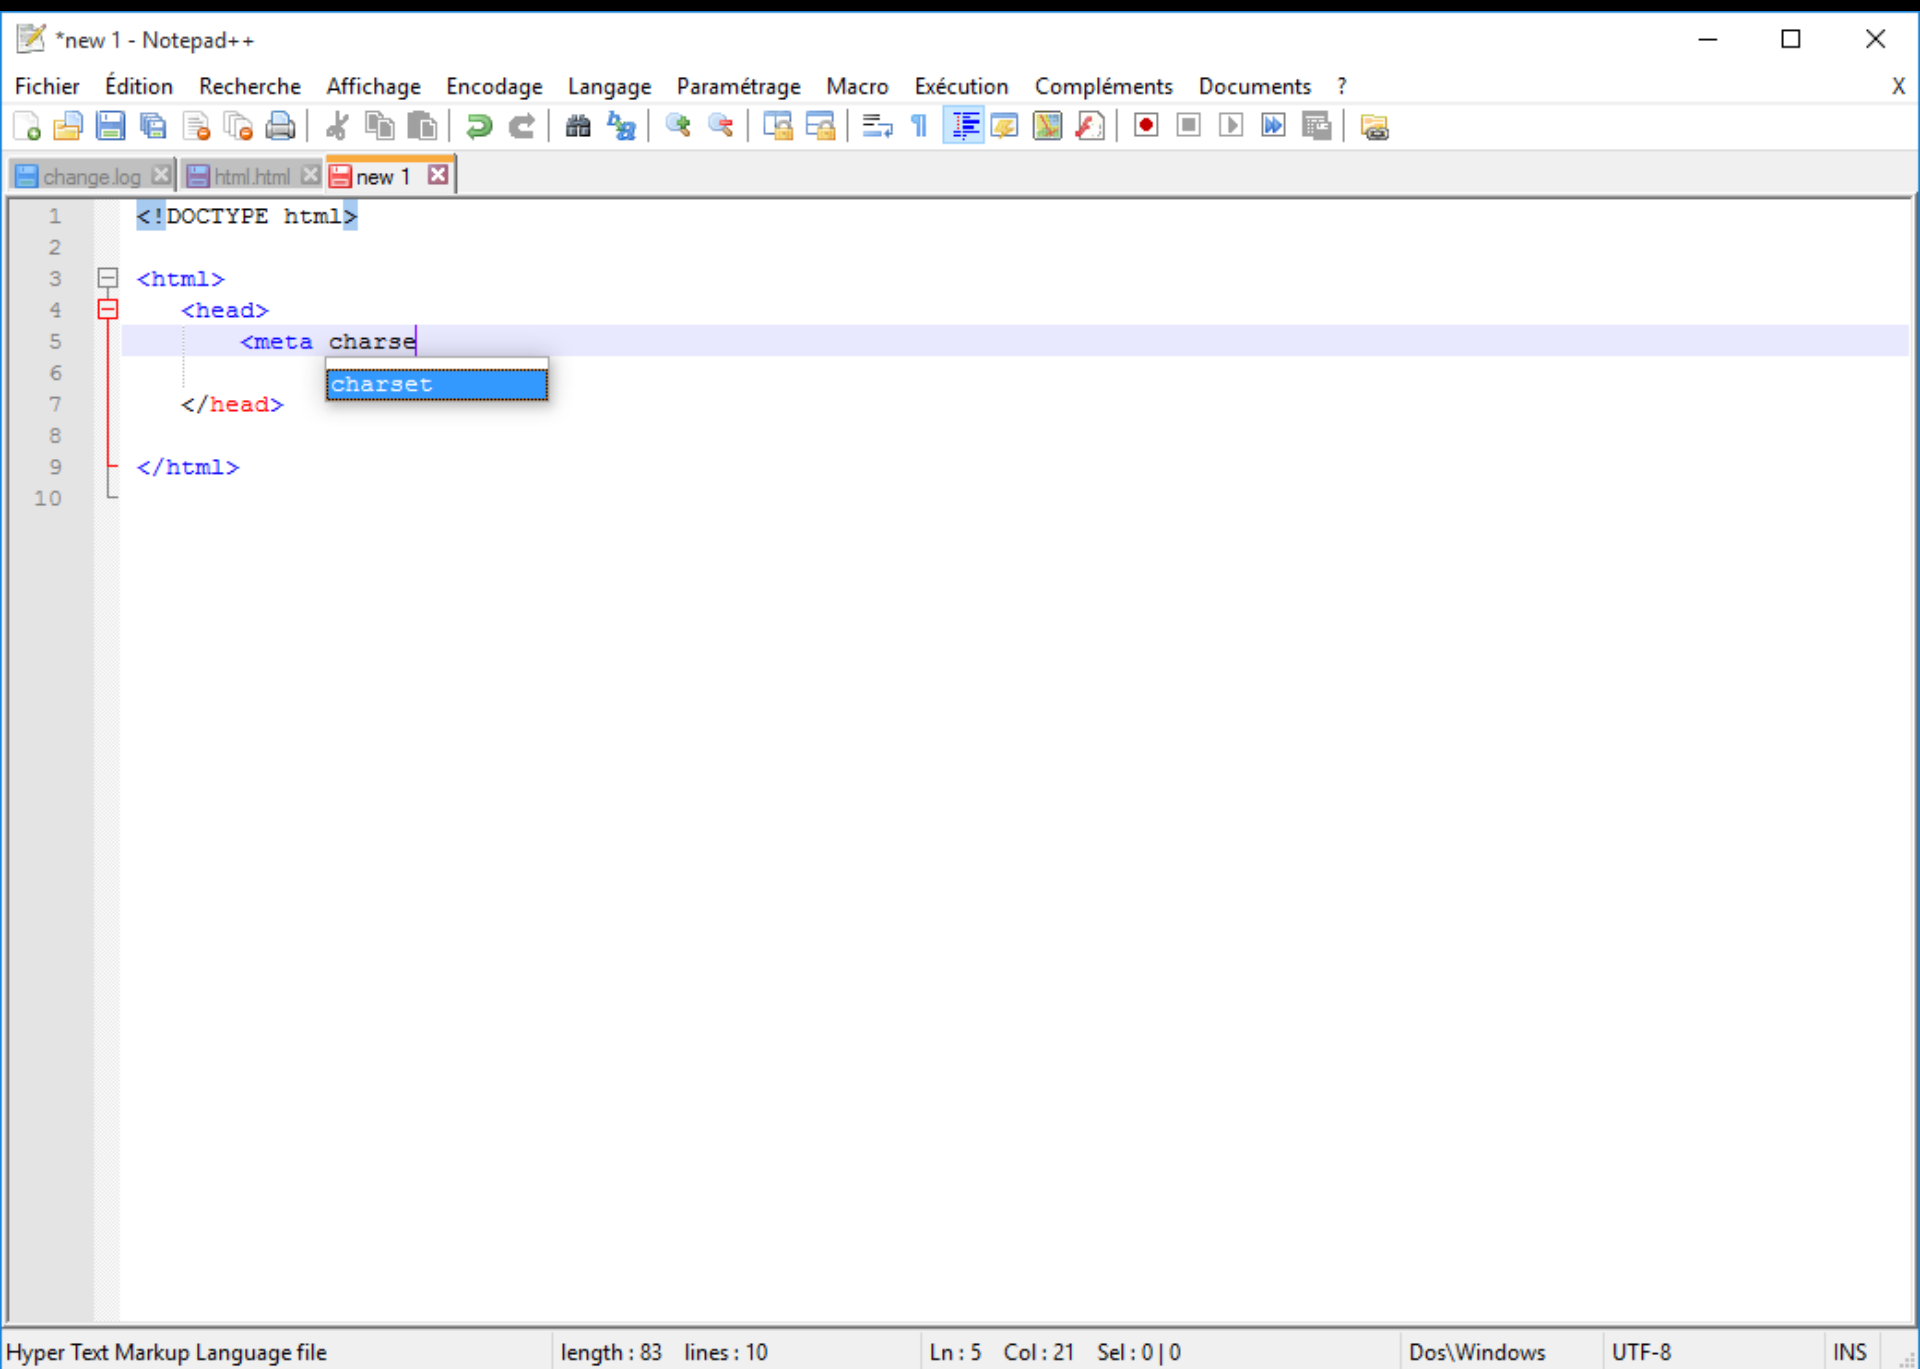 *new 1 - Notepad++
Fichier Édition Recherche Affichage Encodage Langage Paramétrage Macro Exécution Compléments Documents ? X
change.log html.html new 1
1 <!DOCTYPE html>
2
3 <html>
4 <head>
5 <meta charse
6
charset
7 </head>
8
9 </html>
10
Hyper Text Markup Language file length : 83 lines : 10 Ln : 5 Col : 21 Sel : 0 | 0 Dos\Windows UTF-8 INS